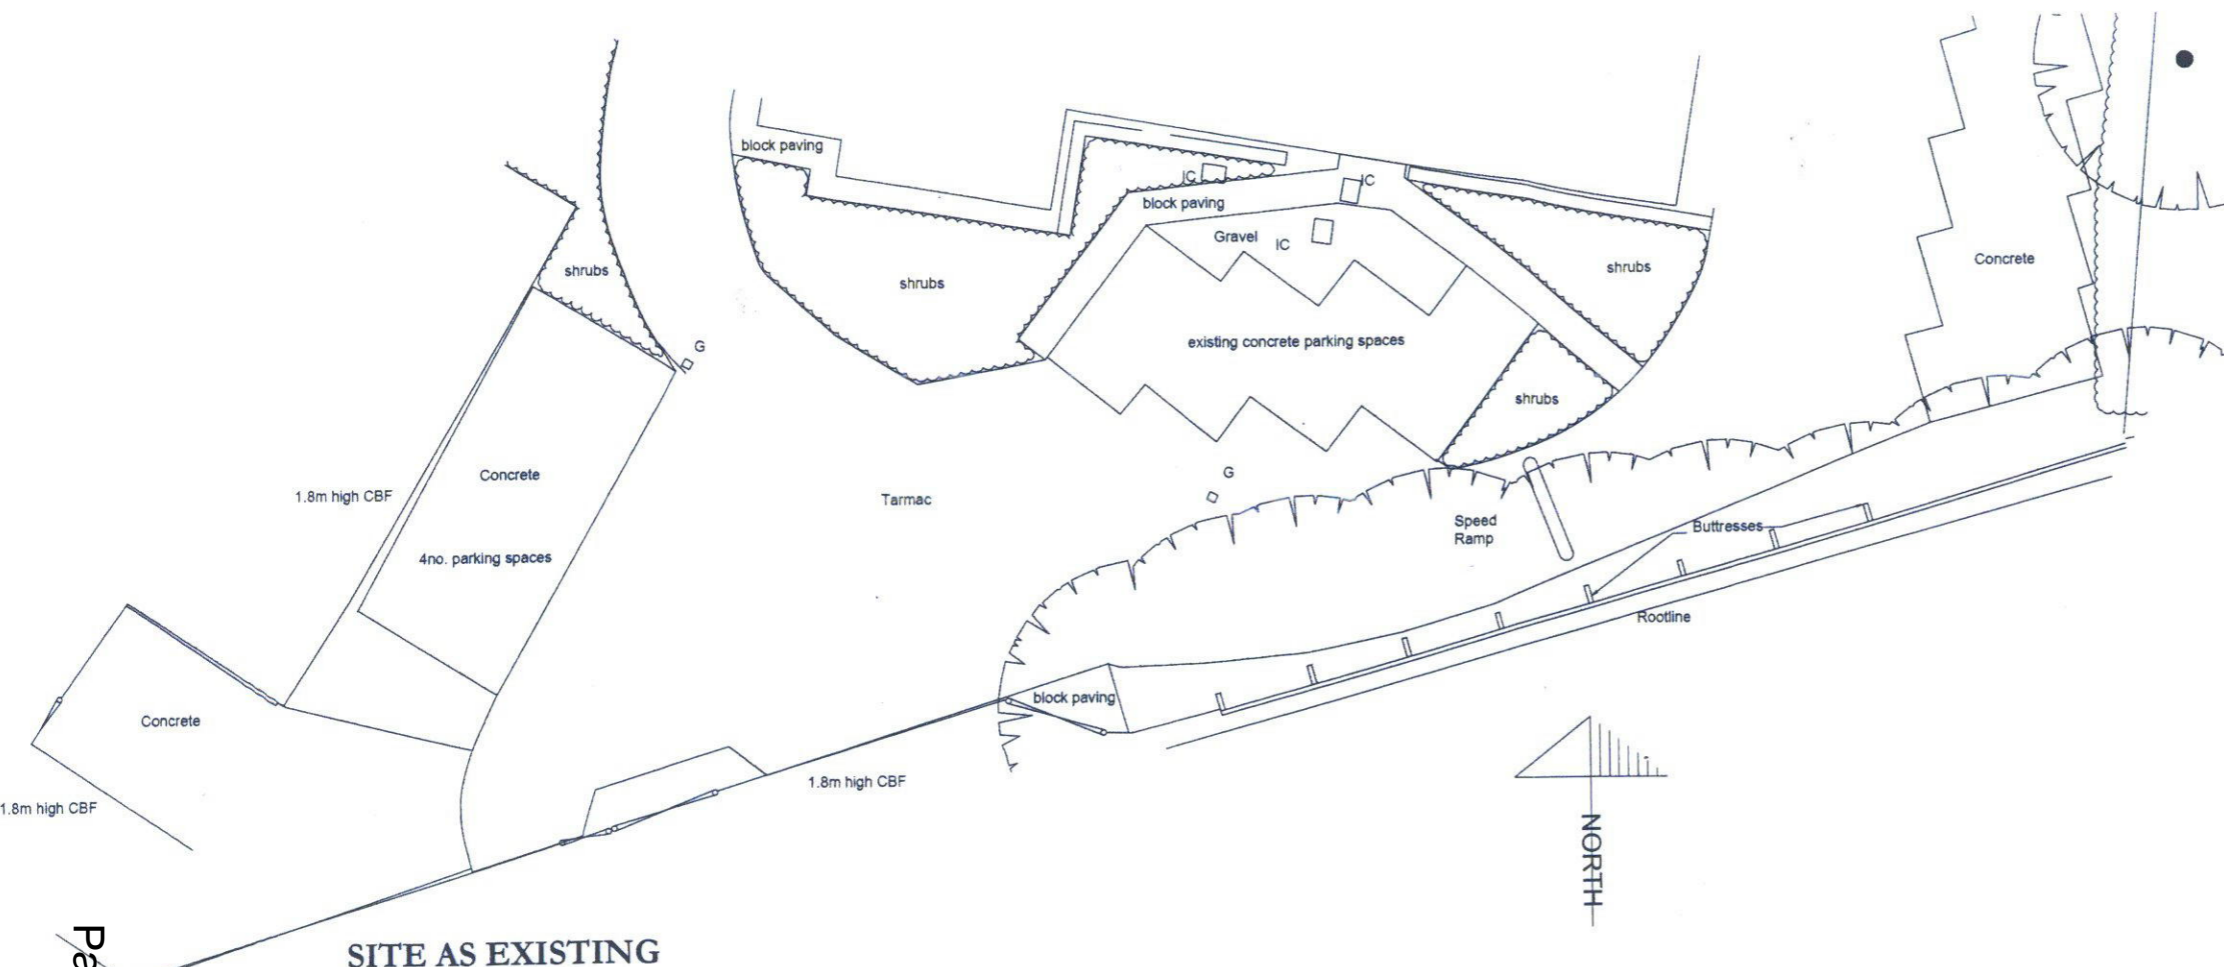 block paving
IC
IC
block paving
Gravel
IC
shrubs
shrubs
shrubs
Concrete
existing concrete parking spaces
G
shrubs
Concrete
1.8m high CBF
Tarmac
G
4no. parking spaces
Speed
Ramp
Buttresses
Rootline
block paving
Concrete
1.8m high CBF
1.8m high CBF
NORTH
SITE AS EXISTING
Pa